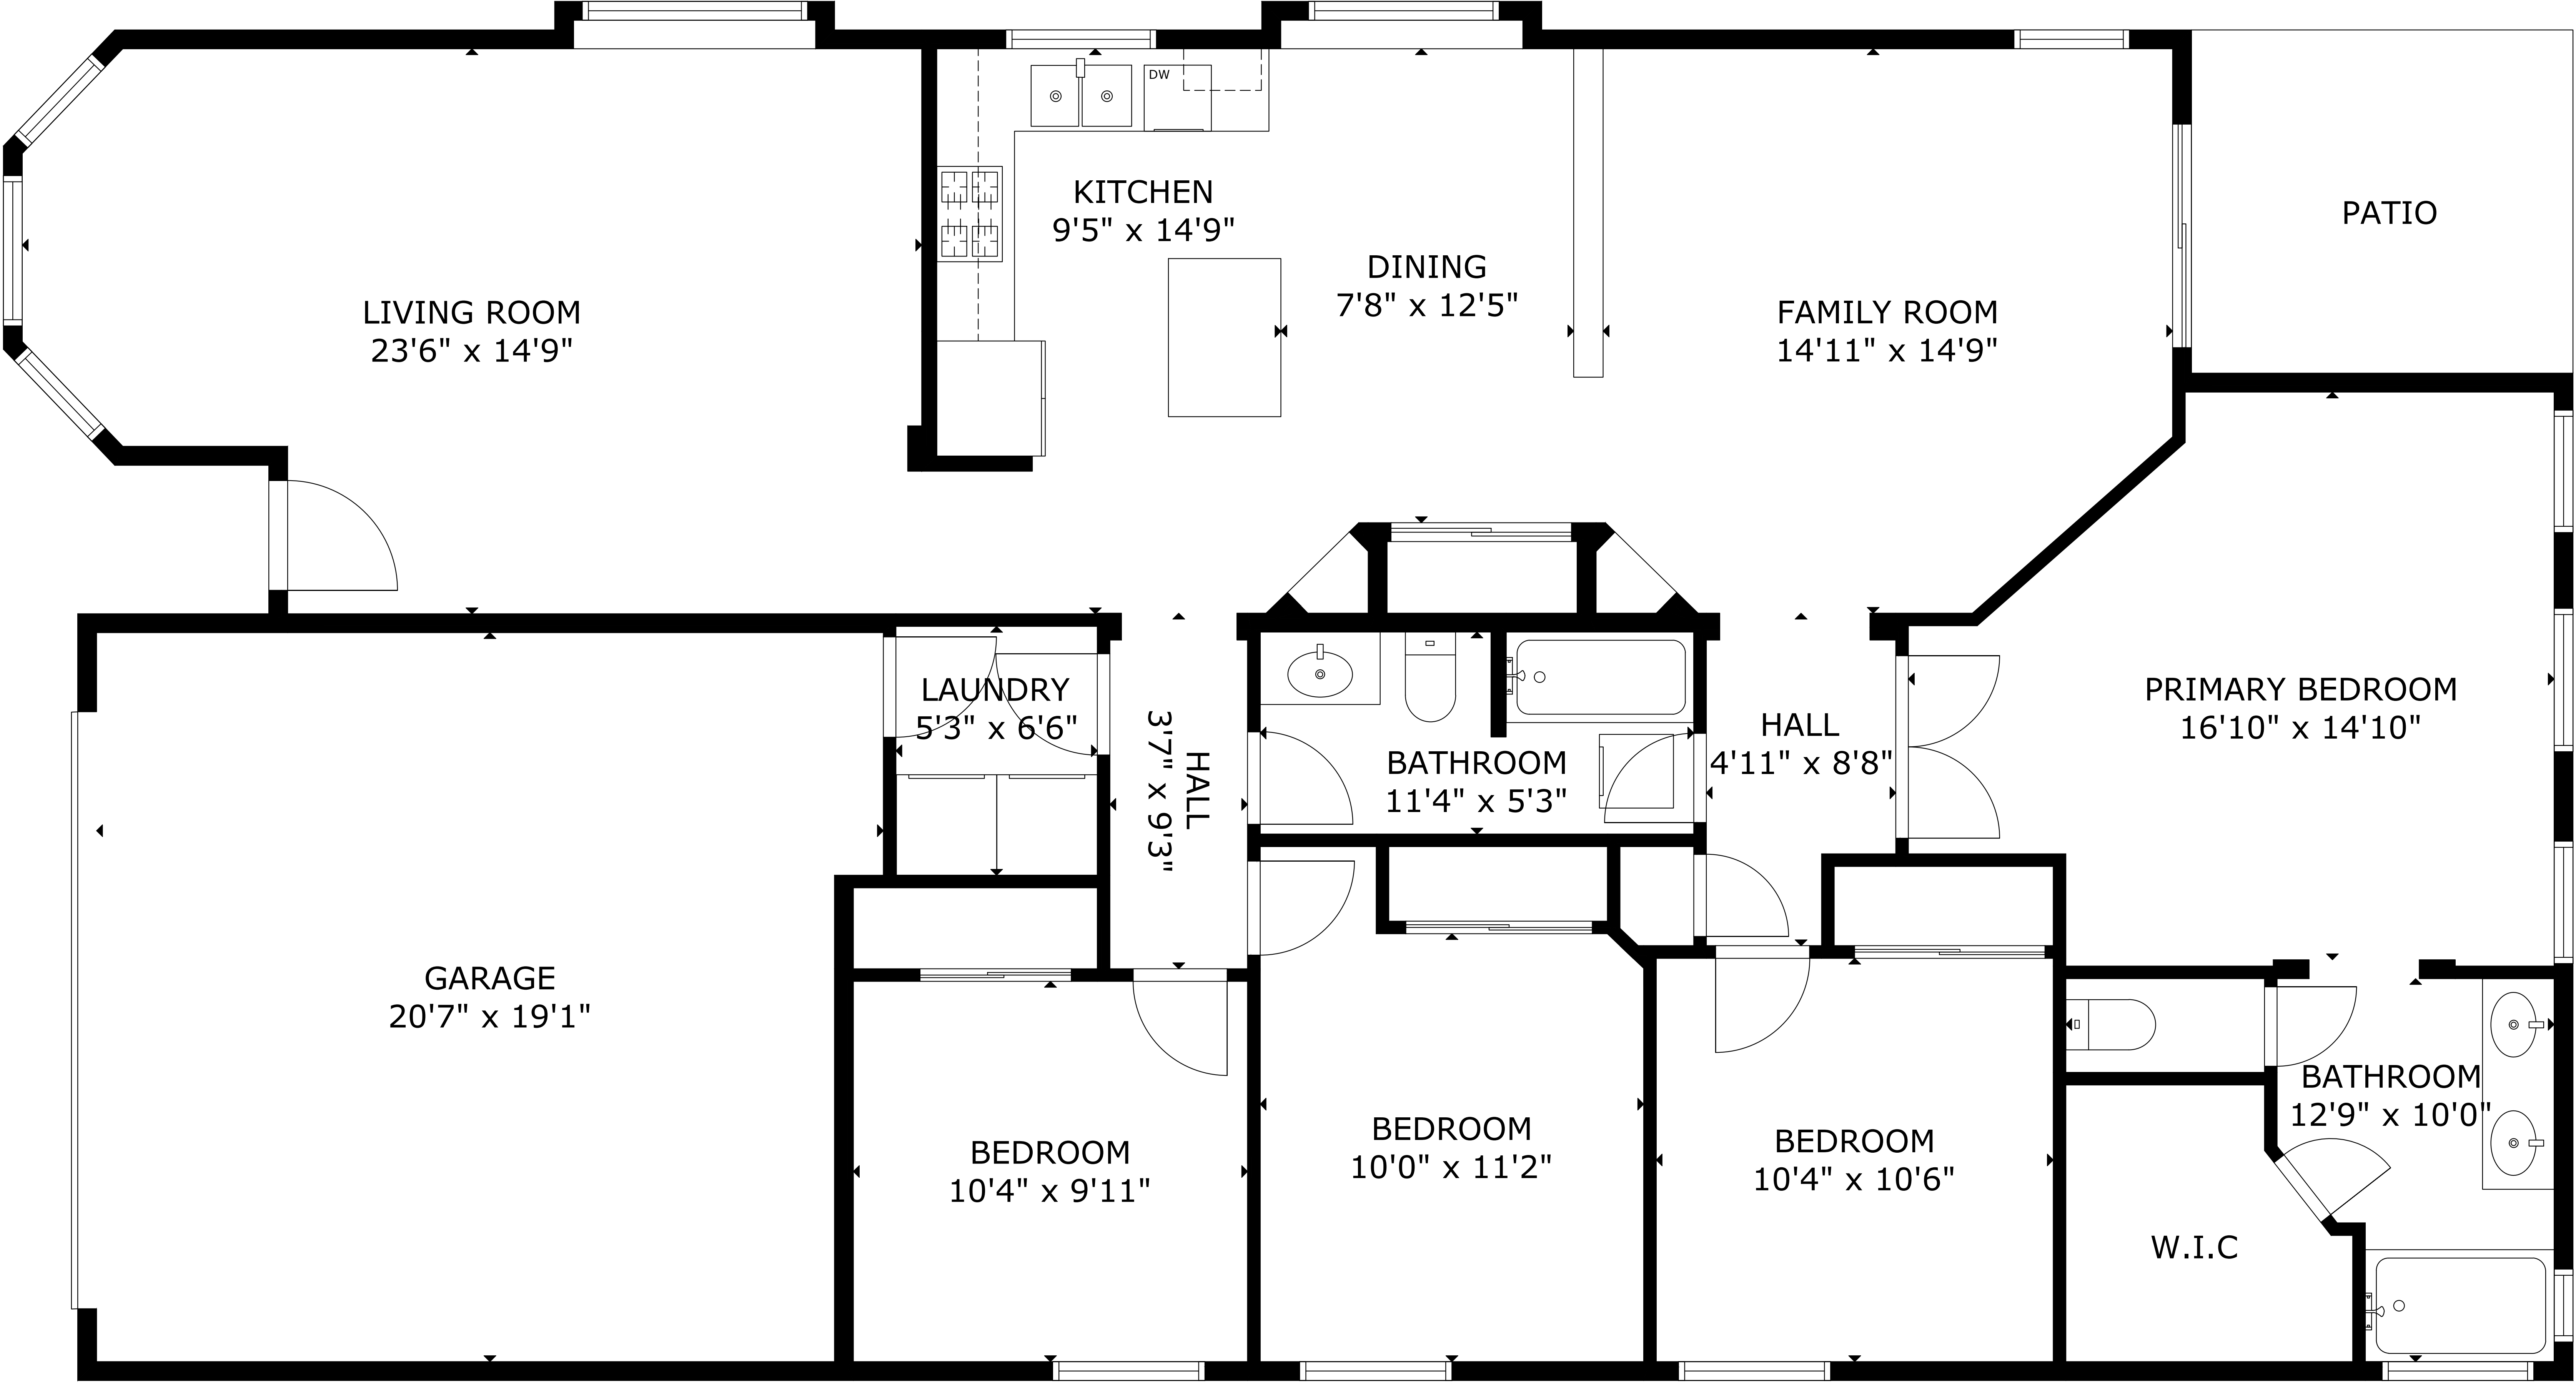 DW
KITCHEN
9'5" x 14'9"
PATIO
DINING
7'8" x 12'5"
LIVING ROOM
23'6" x 14'9"
FAMILY ROOM
14'11" x 14'9"
LAUNDRY
5'3" x 6'6"
HALL
3'7" x 9'3"
BATHROOM
11'4" x 5'3"
HALL
4'11" x 8'8"
PRIMARY BEDROOM
16'10" x 14'10"
GARAGE
20'7" x 19'1"
BEDROOM
10'4" x 9'11"
BEDROOM
10'0" x 11'2"
BEDROOM
10'4" x 10'6"
BATHROOM
12'9" x 10'0"
W.I.C